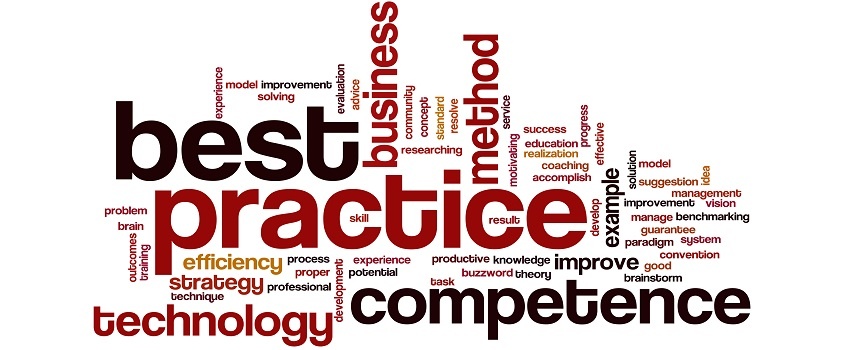 experience
model improvement
solving
evaluation
advice
business
community
concept
standard
resolve
researching
method
service
motivating
success
education
realization
coaching
accomplish
progress
effective
best
practice
skill
result
develop
example
solution
model
suggestion
idea
management
improvement
vision
manage benchmarking
guarantee
paradigm
system
convention
good
brainstorm
problem
brain
outcomes
training
efficiency
process
experience
productive
knowledge
improve
strategy
proper
potential
buzzword
theory
technique
professional
development
task
technology
competence